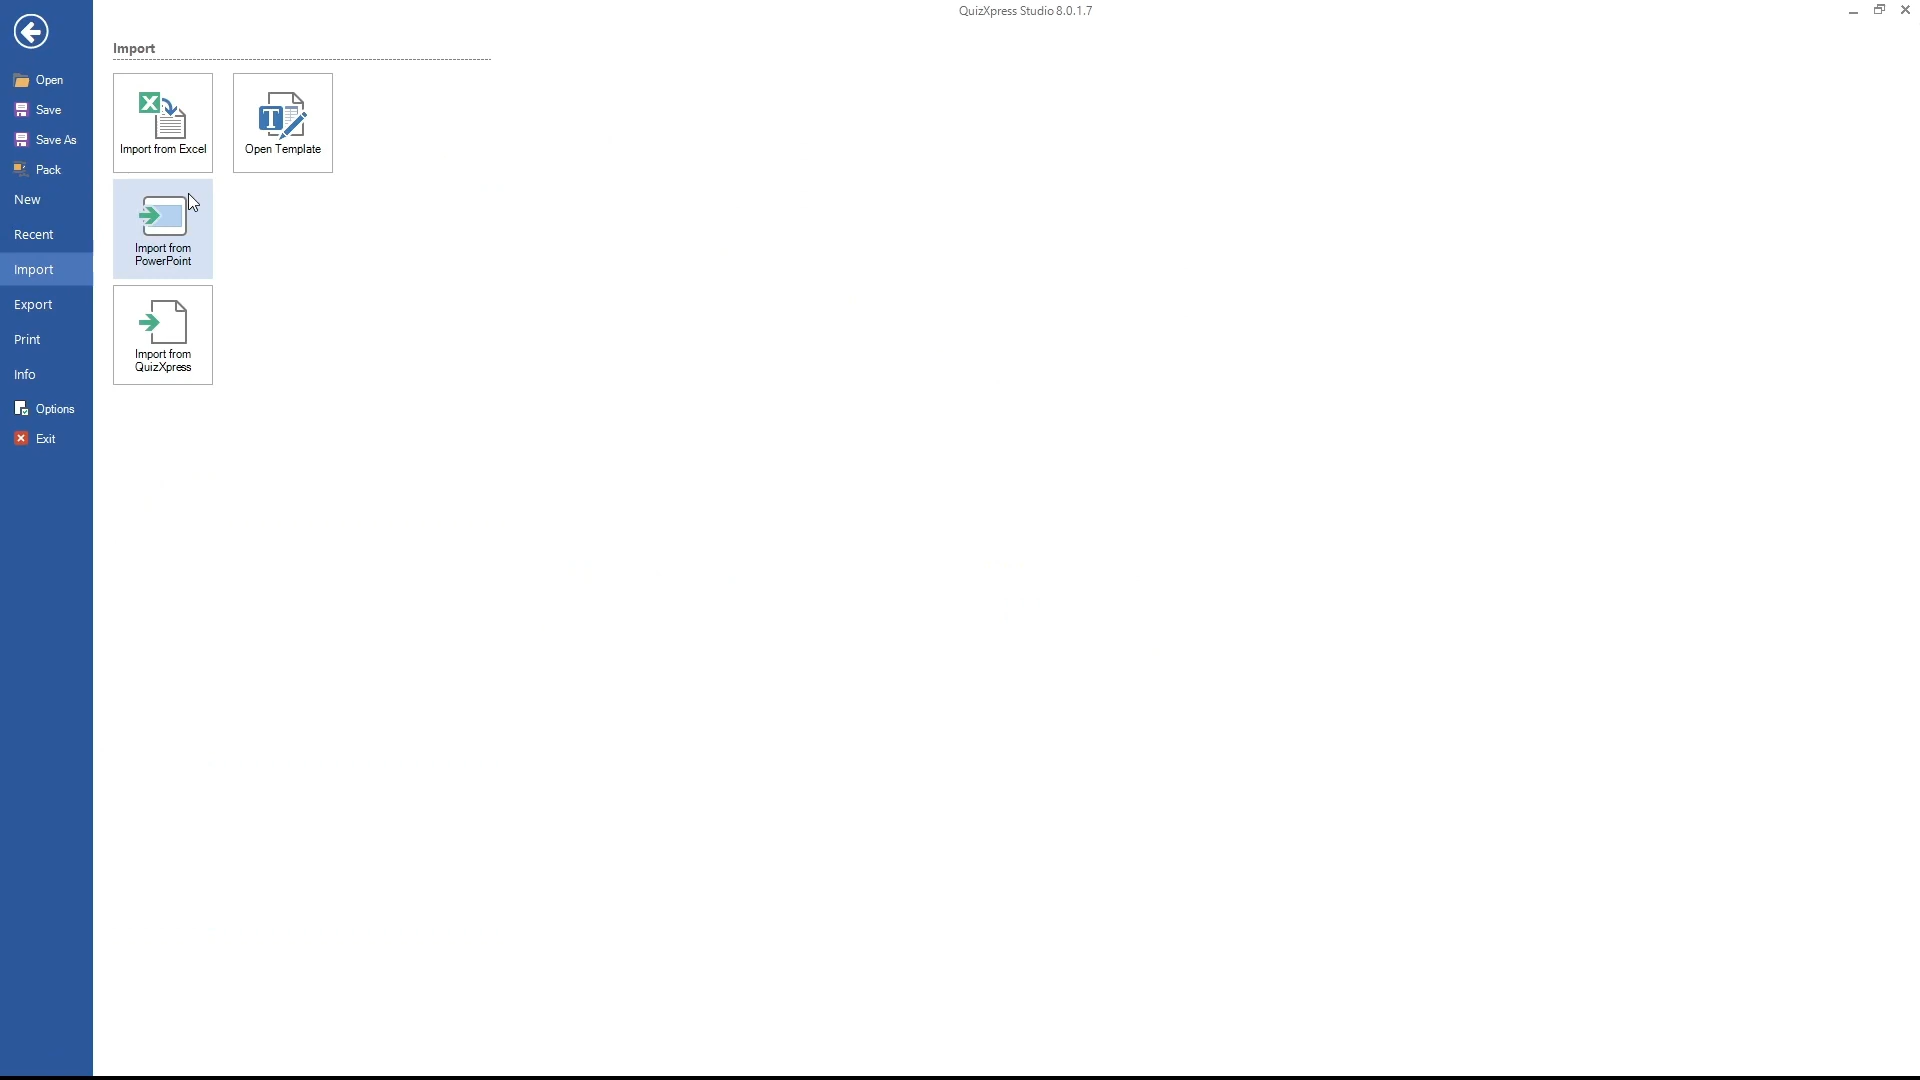 QuizXpress Studio 8.0.1.7
Open
Save
Save As
Pack
New
Recent
Import
Export
Print
Info
Options
Exit
Import
Import from Excel
Open Template
Import from
PowerPoint
Import from
QuizXpress